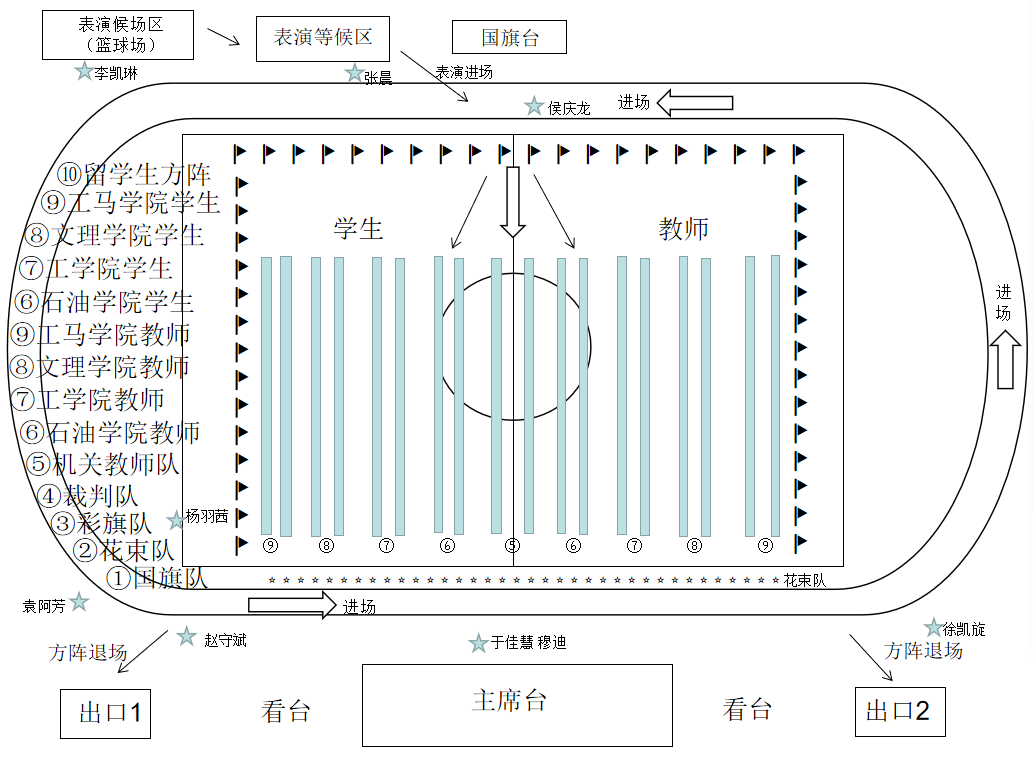 表演候场区
（篮球场）
表演等候区
国旗台
李凯琳
张晨
表演进场
侯庆龙
进场
⑩留学生方阵
⑨工马学院学生
⑧文理学院学生
⑦工学院学生
⑥石油学院学生
⑨工马学院教师
⑧文理学院教师
⑦工学院教师
⑥石油学院教师
⑤机关教师队
④裁判队
③彩旗队
②花束队
①国旗队
学生
教师
进
场
杨羽茜
⑨ ⑧ ⑦ ⑥ ⑤ ⑥ ⑦ ⑧ ⑨
花束队
袁阿芳
进场
赵守斌
于佳慧 穆迪
徐凯旋
方阵退场
方阵退场
出口1
看台
主席台
看台
出口2